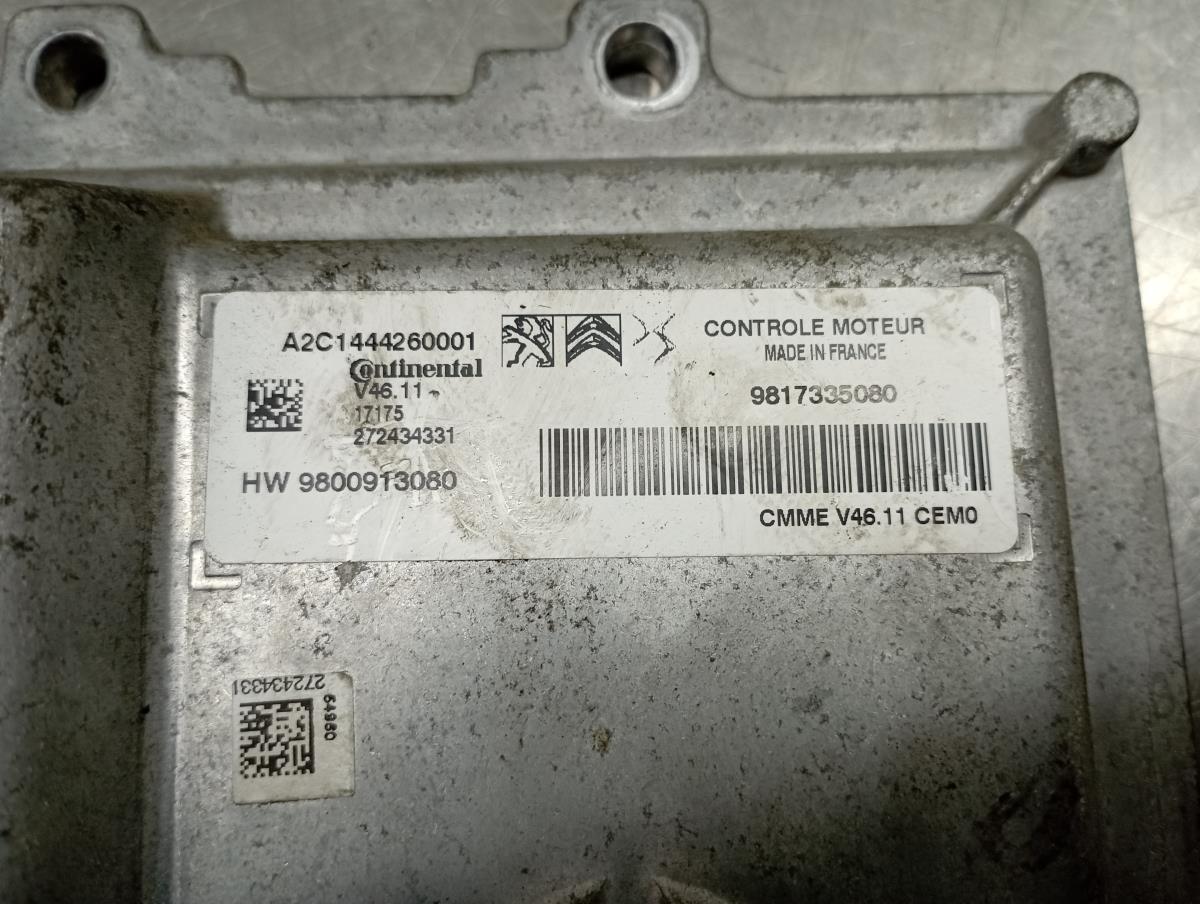 A2C1444260001
Continental
V46.11
17175
272434331
HW 9800913080
CONTROLE MOTEUR
MADE IN FRANCE
9817335080
CMME V46.11 CEM0
272434331
64980